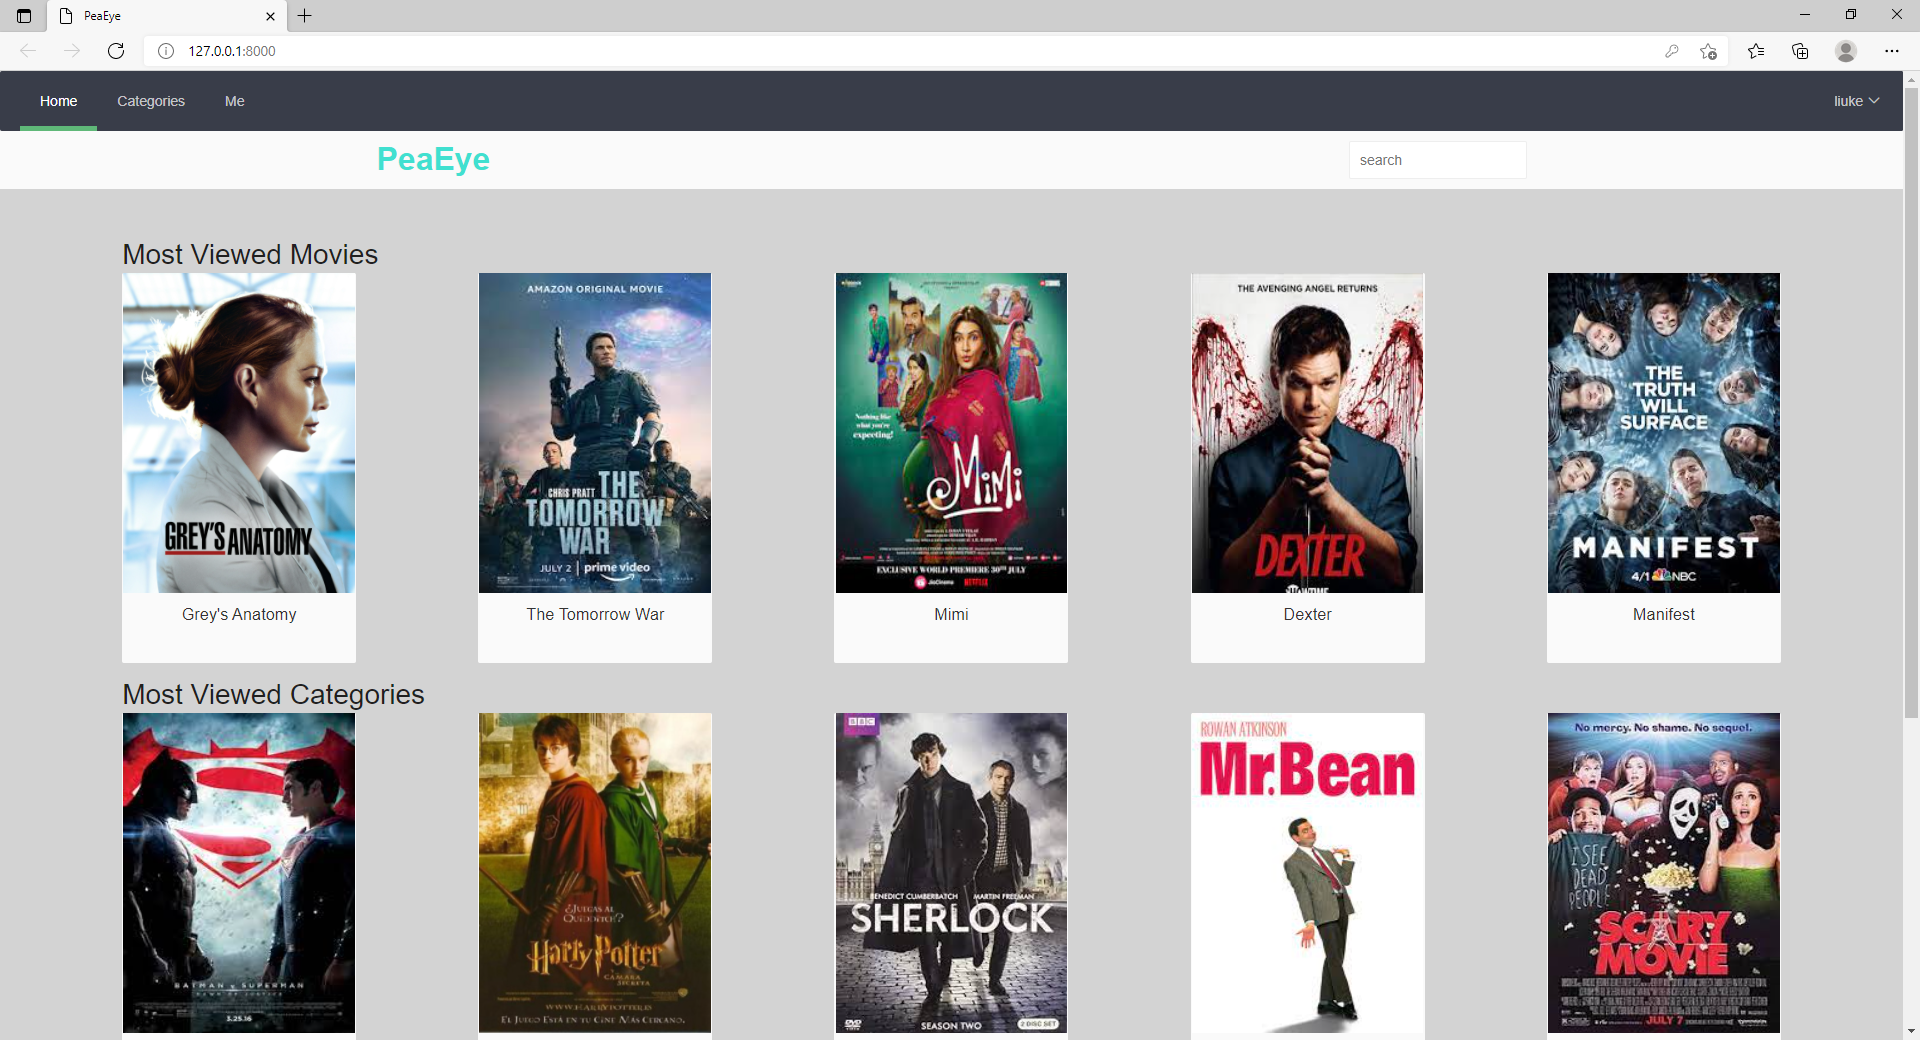 PeaEye
127.0.0.1:8000
Home Categories Me liuke
PeaEye
search
Most Viewed Movies
GREY'S ANATOMY
AMAZON ORIGINAL MOVIE
CHRIS PRATT THE
TOMORROW
WAR
JULY 2 prime video
Nothing like
what you're
expecting!
MiMi
EXCLUSIVE WORLD PREMIERE 30TH JULY
JioCinema NETFLIX
THE AVENGING ANGEL RETURNS
DEXTER
SHOWTIME
THE
TRUTH
WILL
SURFACE
MANIFEST
4/1 NBC
Grey's Anatomy
The Tomorrow War
Mimi
Dexter
Manifest
Most Viewed Categories
BATMAN v SUPERMAN
DAWN OF JUSTICE
3.25.16
¿JUEGAS AL
QUIDDITCH?
Harry Potter
CÁMARA
SECRETA
WWW.HARRYPOTTER.ES
EL JUEGO ESTÁ EN TU CINE MÁS CERCANO.
BBC
BENEDICT CUMBERBATCH MARTIN FREEMAN
SHERLOCK
DVD SEASON TWO 2 DISC SET
ROWAN ATKINSON
Mr. Bean
No mercy. No shame. No sequel.
I SEE
DEAD
PEOPLE
SCARY
MOVIE
JULY 7